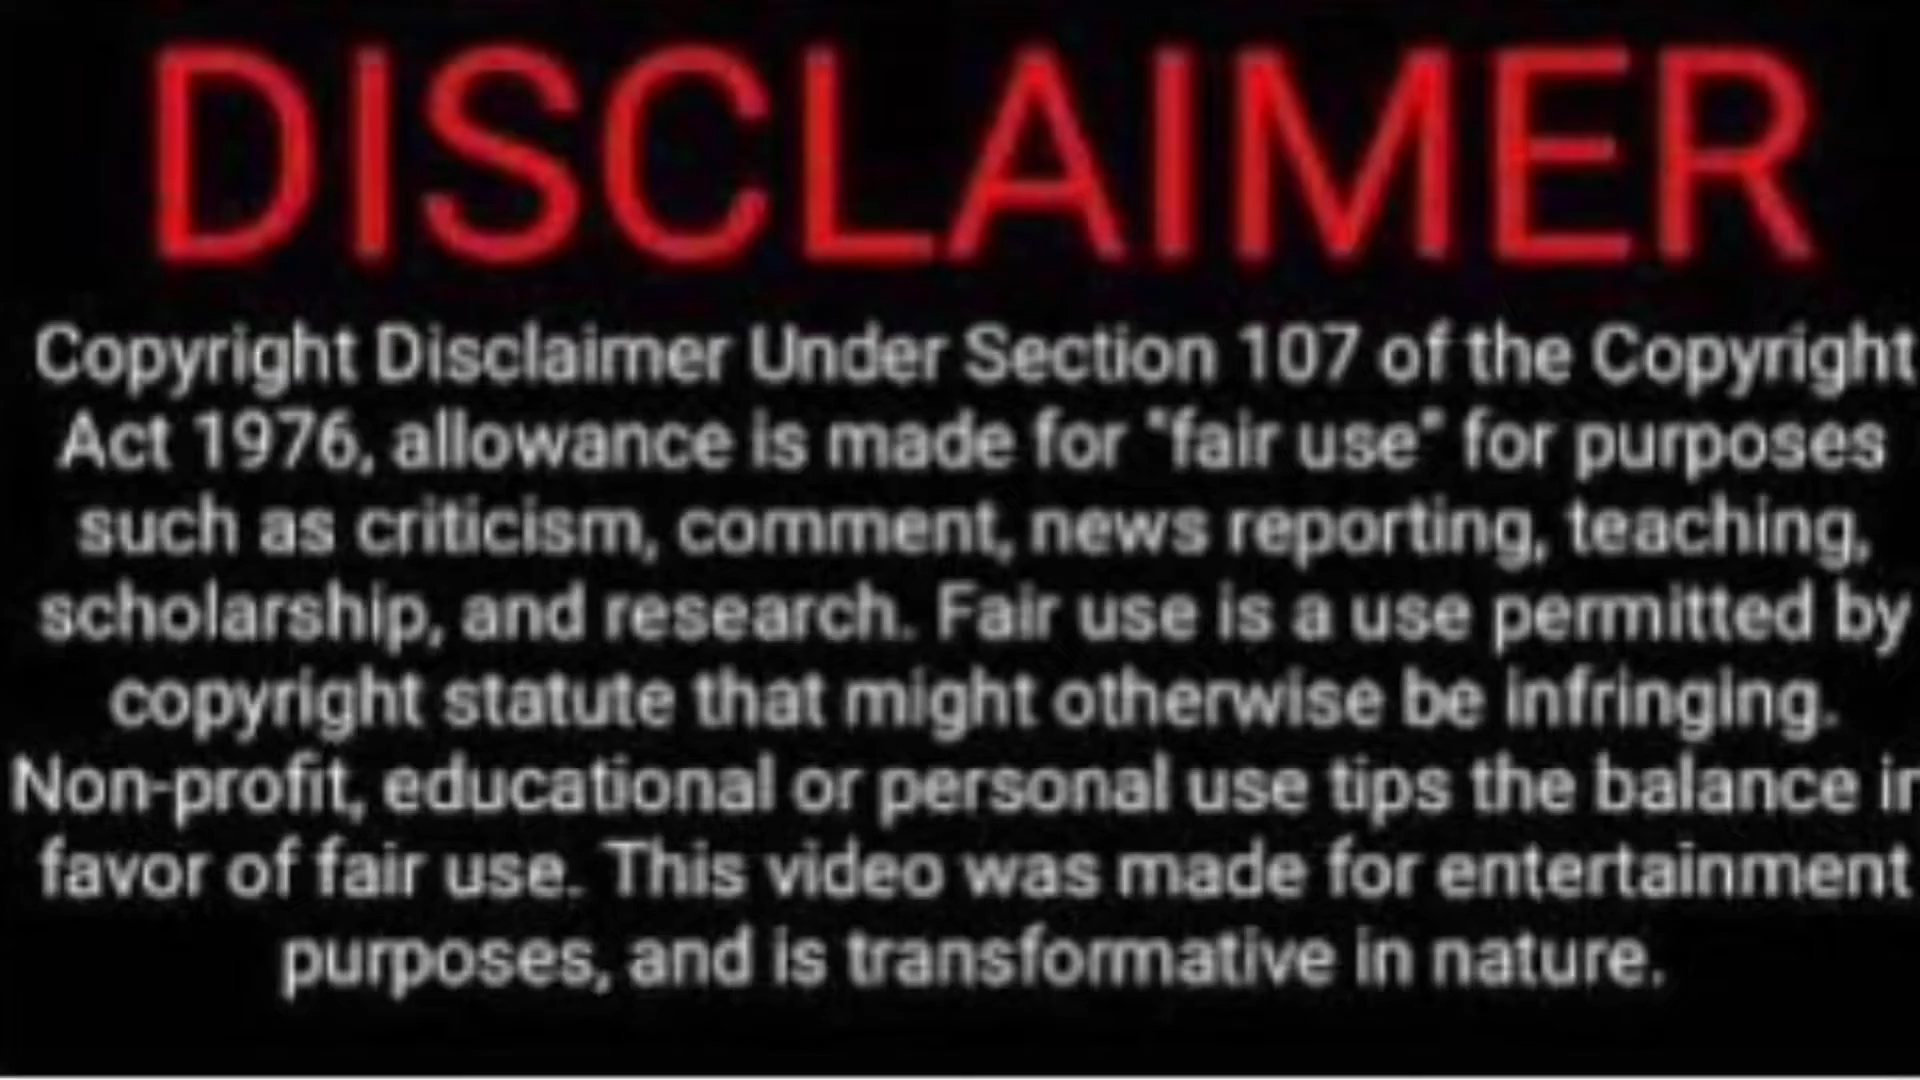 DISCLAIMER
Copyright Disclaimer Under Section 107 of the Copyright
Act 1976, allowance is made for "fair use" for purposes
such as criticism, comment, news reporting, teaching,
scholarship, and research. Fair use is a use permitted by
copyright statute that might otherwise be infringing.
Non-profit, educational or personal use tips the balance in
favor of fair use. This video was made for entertainment
purposes, and is transformative in nature.